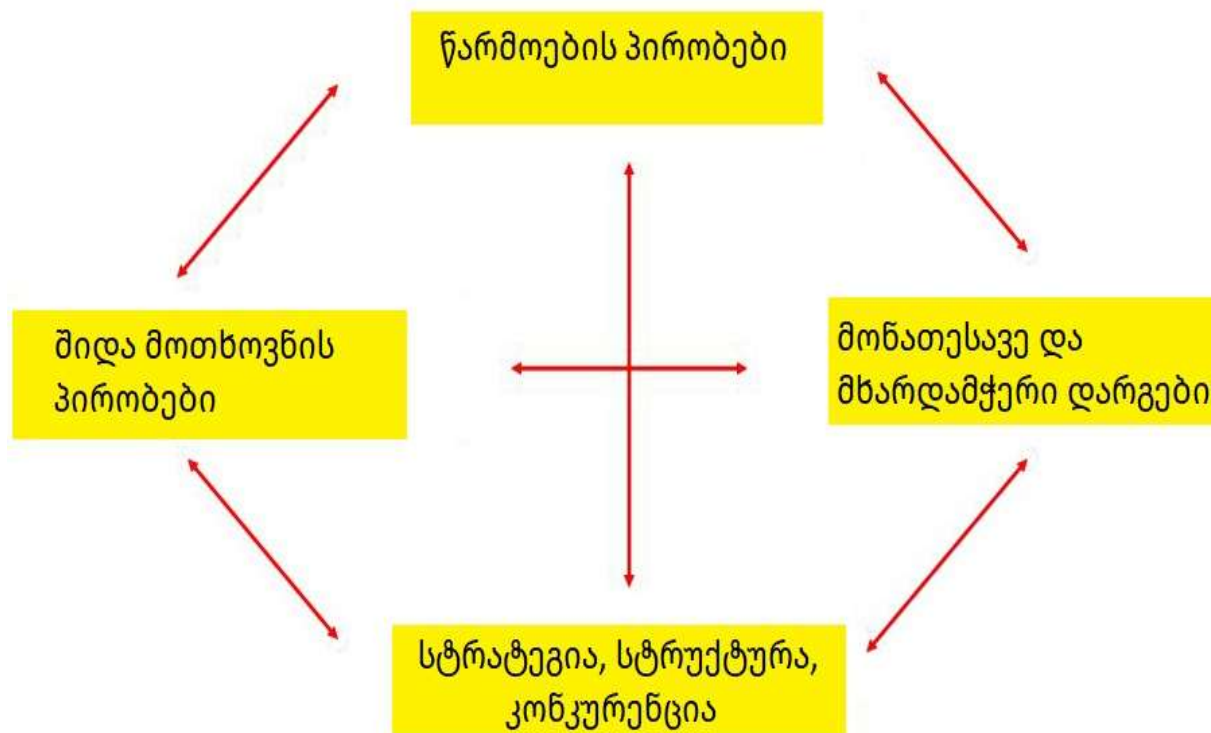 წარმოების პირობები
შიდა მოთხოვნის
პირობები
მონათესავე და
მხარდამჭერი დარგები
სტრატეგია, სტრუქტურა,
კონკურენცია